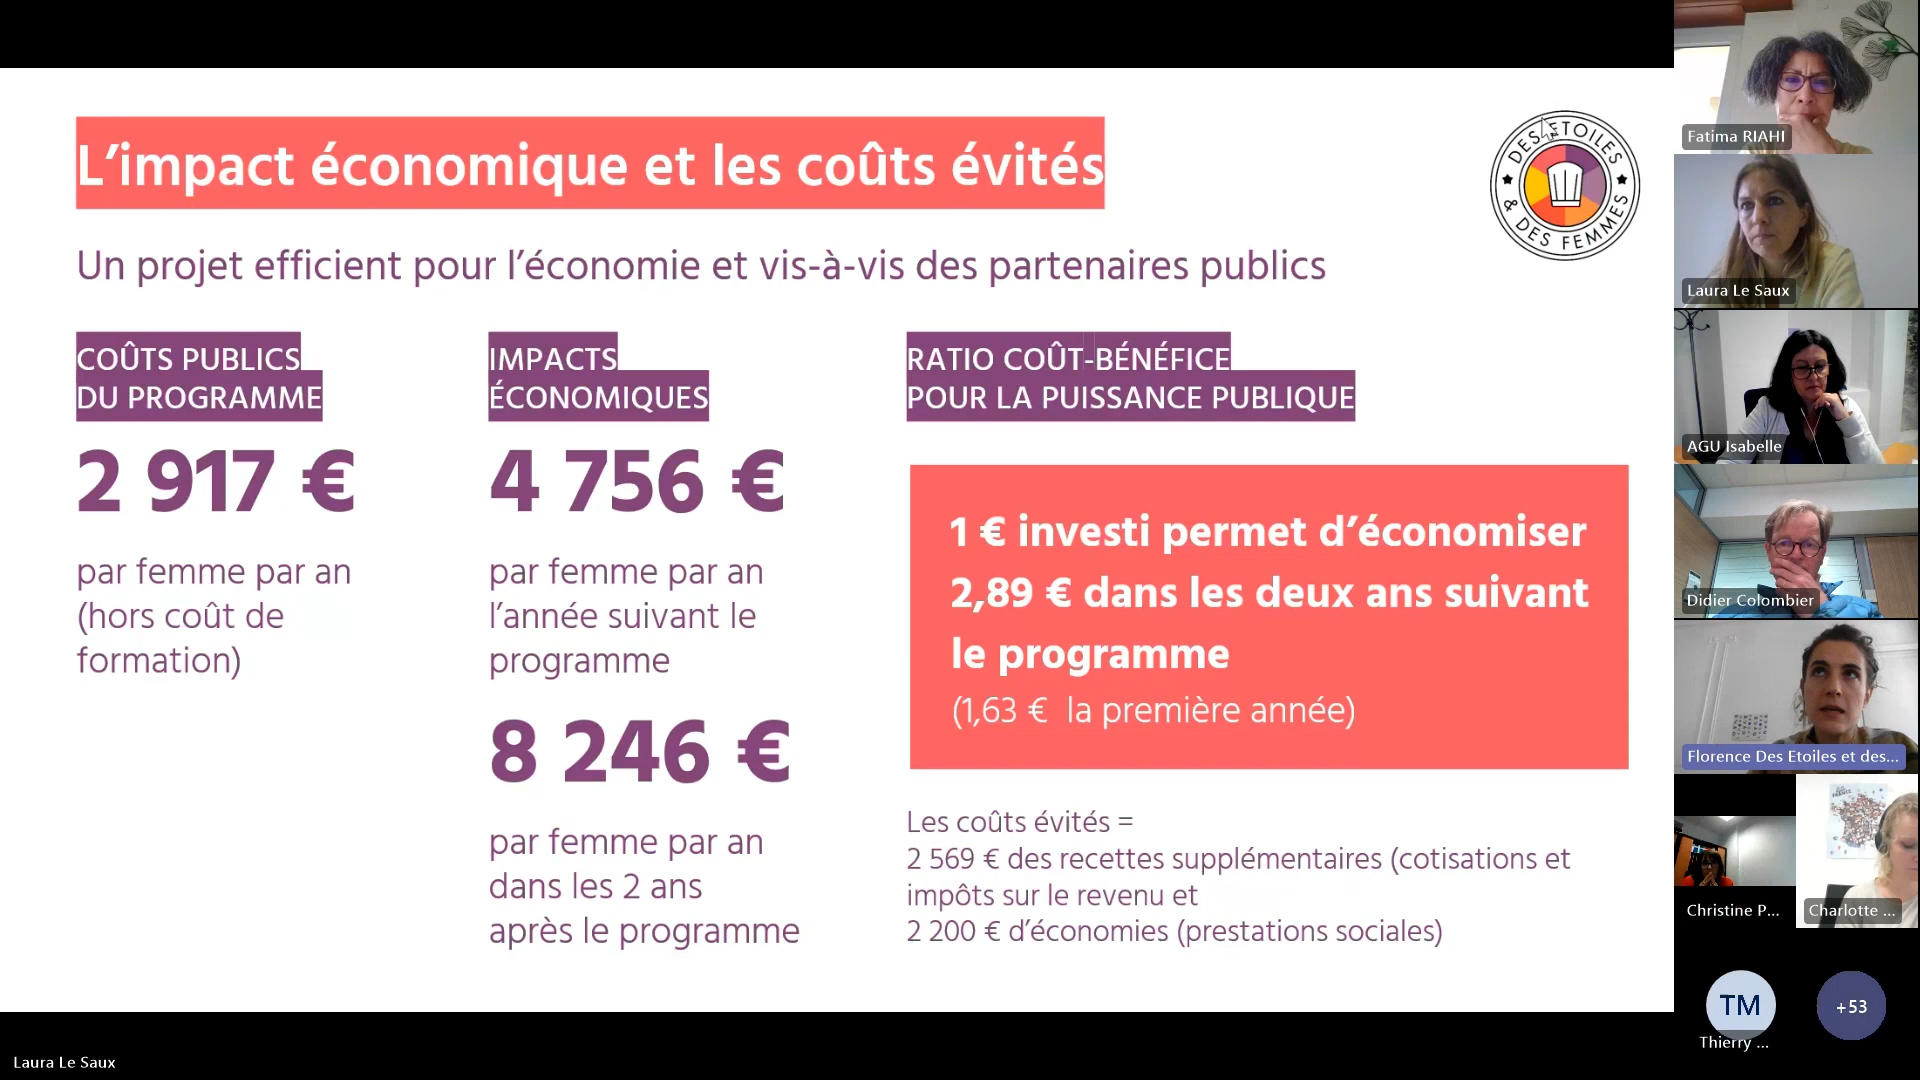 L’impact économique et les coûts évités
DES ETOILES
& DES FEMMES
Un projet efficient pour l’économie et vis-à-vis des partenaires publics
COÛTS PUBLICS
DU PROGRAMME
2 917 €
par femme par an
(hors coût de
formation)
IMPACTS
ÉCONOMIQUES
4 756 €
par femme par an
l’année suivant le
programme
8 246 €
par femme par an
dans les 2 ans
après le programme
RATIO COÛT-BÉNÉFICE
POUR LA PUISSANCE PUBLIQUE
1 € investi permet d’économiser
2,89 € dans les deux ans suivant
le programme
(1,63 € la première année)
Les coûts évités =
2 569 € des recettes supplémentaires (cotisations et
impôts sur le revenu et
2 200 € d’économies (prestations sociales)
Fatima RIAHI
Laura Le Saux
AGU Isabelle
Didier Colombier
Florence Des Etoiles et des...
Christine P...
Charlotte ...
TM
Thierry ...
+53
Laura Le Saux